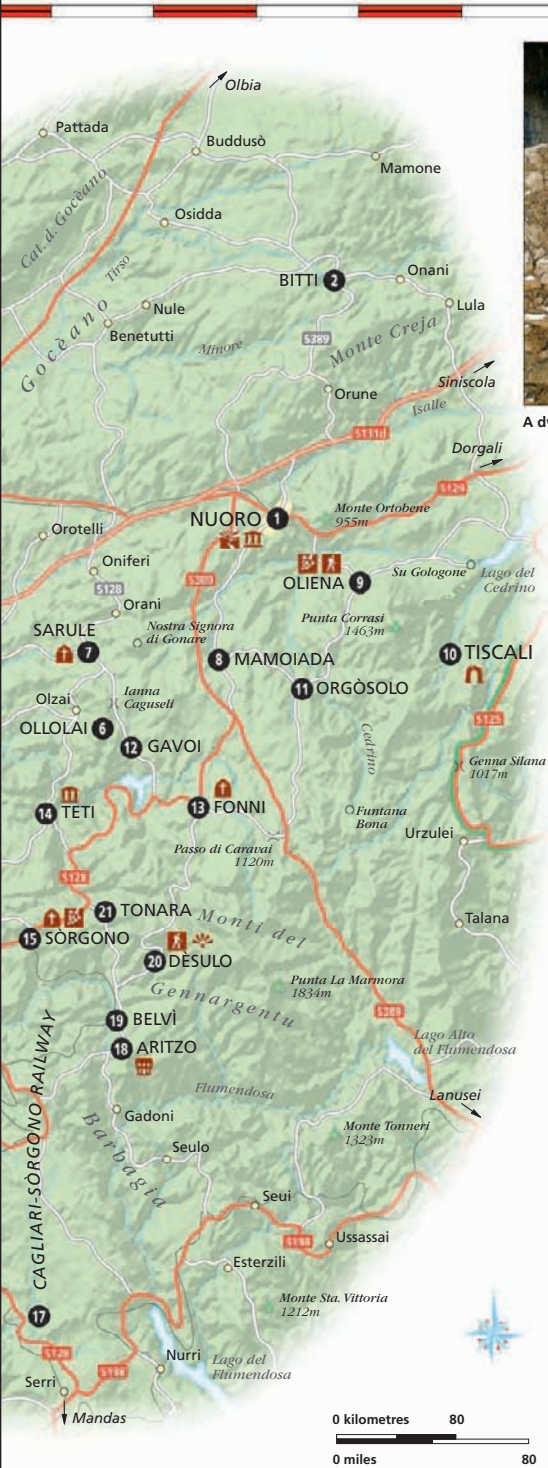 Olbia
Pattada
Buddusò
Mamone
Cat. d. Gocèano
Osidda
Tirso
BITTI 2
Onani
Nule
Lula
Benetutti
Gocèano
Minore
S389
Monte Creja
Siniscola
Orune
Isalle
S131d
A dv
Dorgali
S129
NUORO 1
Monte Ortobene
955m
Orotelli
Oniferi
OLIENA 9
Su Gologone
Lago del
Cedrino
S128
S389
Orani
Punta Corrasi
1463m
SARULE
7
Nostra Signora
di Gonare
8 MAMOIADA
10 TISCALI
11 ORGÒSOLO
Olzai
Ianna
Caguseli
OLLOLAI 6
S125
12 GAVOI
Cedrino
Genna Silana
1017m
14 TETI
13 FONNI
Funtana
Bona
Urzulei
Passo di Caravai
1120m
S128
21 TONARA
Talana
15 SÒRGONO
Monti del
Gennargentu
20 DÈSULO
Punta La Marmora
1834m
19 BELVÌ
S389
18 ARITZO
Lago Alto
del Flumendosa
CAGLIARI-SÒRGONO RAILWAY
Flumendosa
Lanusei
Gadoni
Barbagia
Monte Tonneri
1323m
Seulo
Seui
S198
Ussassai
Esterzili
Monte Sta. Vittoria
1212m
17
S128
Nurri
Lago del
Flumendosa
S198
Serri
Mandas
0 kilometres 80
0 miles 80